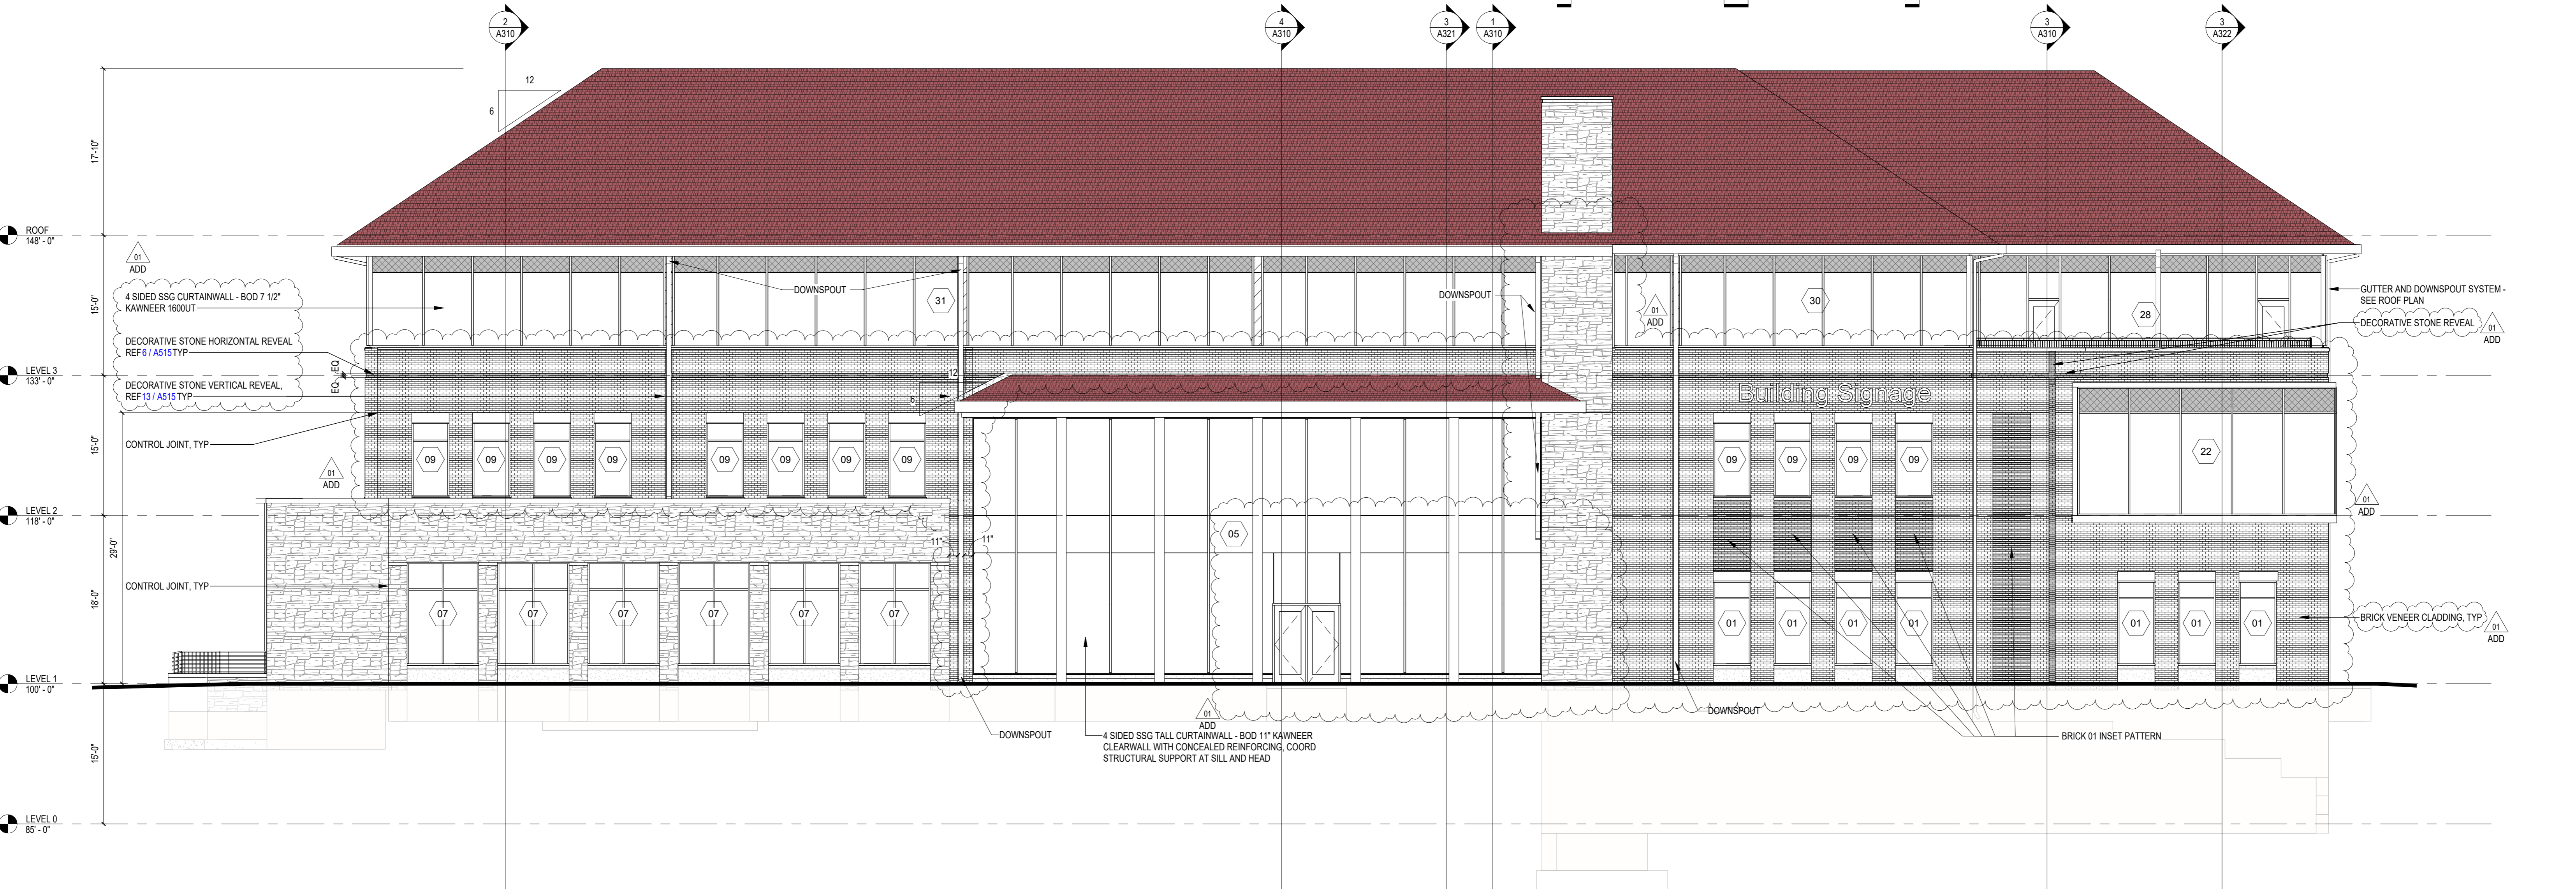 2
A310
4
A310
3
A321
1
A310
3
A310
3
A322
12
6
17'-10"
ROOF
148' - 0"
01
ADD
4 SIDED SSG CURTAINWALL - BOD 7 1/2"
KAWNEER 1600UT
15'-0"
DOWNSPOUT
31
DOWNSPOUT
01
ADD
30
28
GUTTER AND DOWNSPOUT SYSTEM -
SEE ROOF PLAN
DECORATIVE STONE REVEAL
01
ADD
DECORATIVE STONE HORIZONTAL REVEAL
REF 6 / A515 TYP
EQ
EQ
LEVEL 3
133' - 0"
DECORATIVE STONE VERTICAL REVEAL,
REF 13 / A515 TYP
12
6
Building Signage
CONTROL JOINT, TYP
15'-0"
01
ADD
09
09
09
09
09
09
09
09
09
09
09
09
22
01
ADD
LEVEL 2
118' - 0"
29'-0"
05
11"
11"
CONTROL JOINT, TYP
18'-0"
07
07
07
07
07
07
01
01
01
01
01
01
01
BRICK VENEER CLADDING, TYP
01
ADD
LEVEL 1
100' - 0"
01
ADD
DOWNSPOUT
DOWNSPOUT
4 SIDED SSG TALL CURTAINWALL - BOD 11" KAWNEER
CLEARWALL WITH CONCEALED REINFORCING, COORD
STRUCTURAL SUPPORT AT SILL AND HEAD
BRICK 01 INSET PATTERN
15'-0"
LEVEL 0
85' - 0"